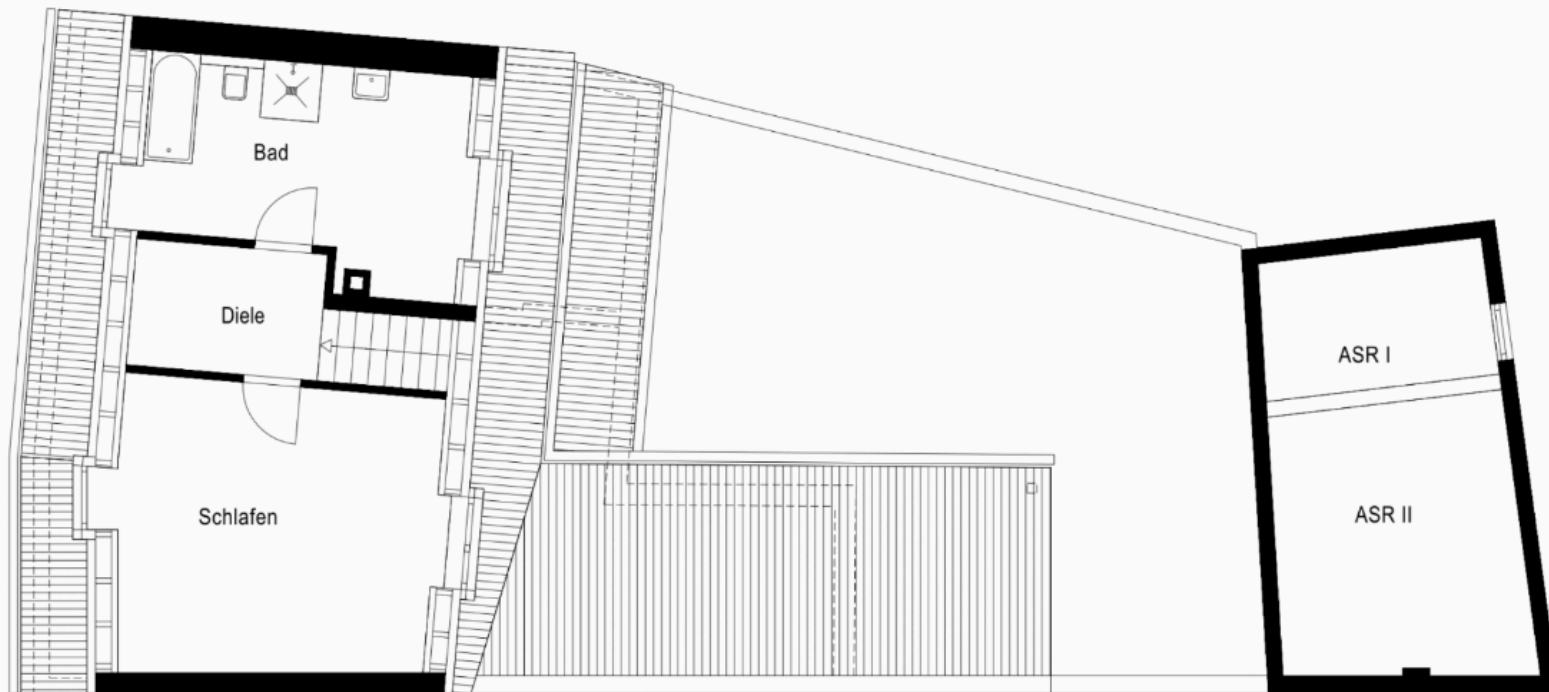 Bad
Diele
ASR I
Schlafen
ASR II